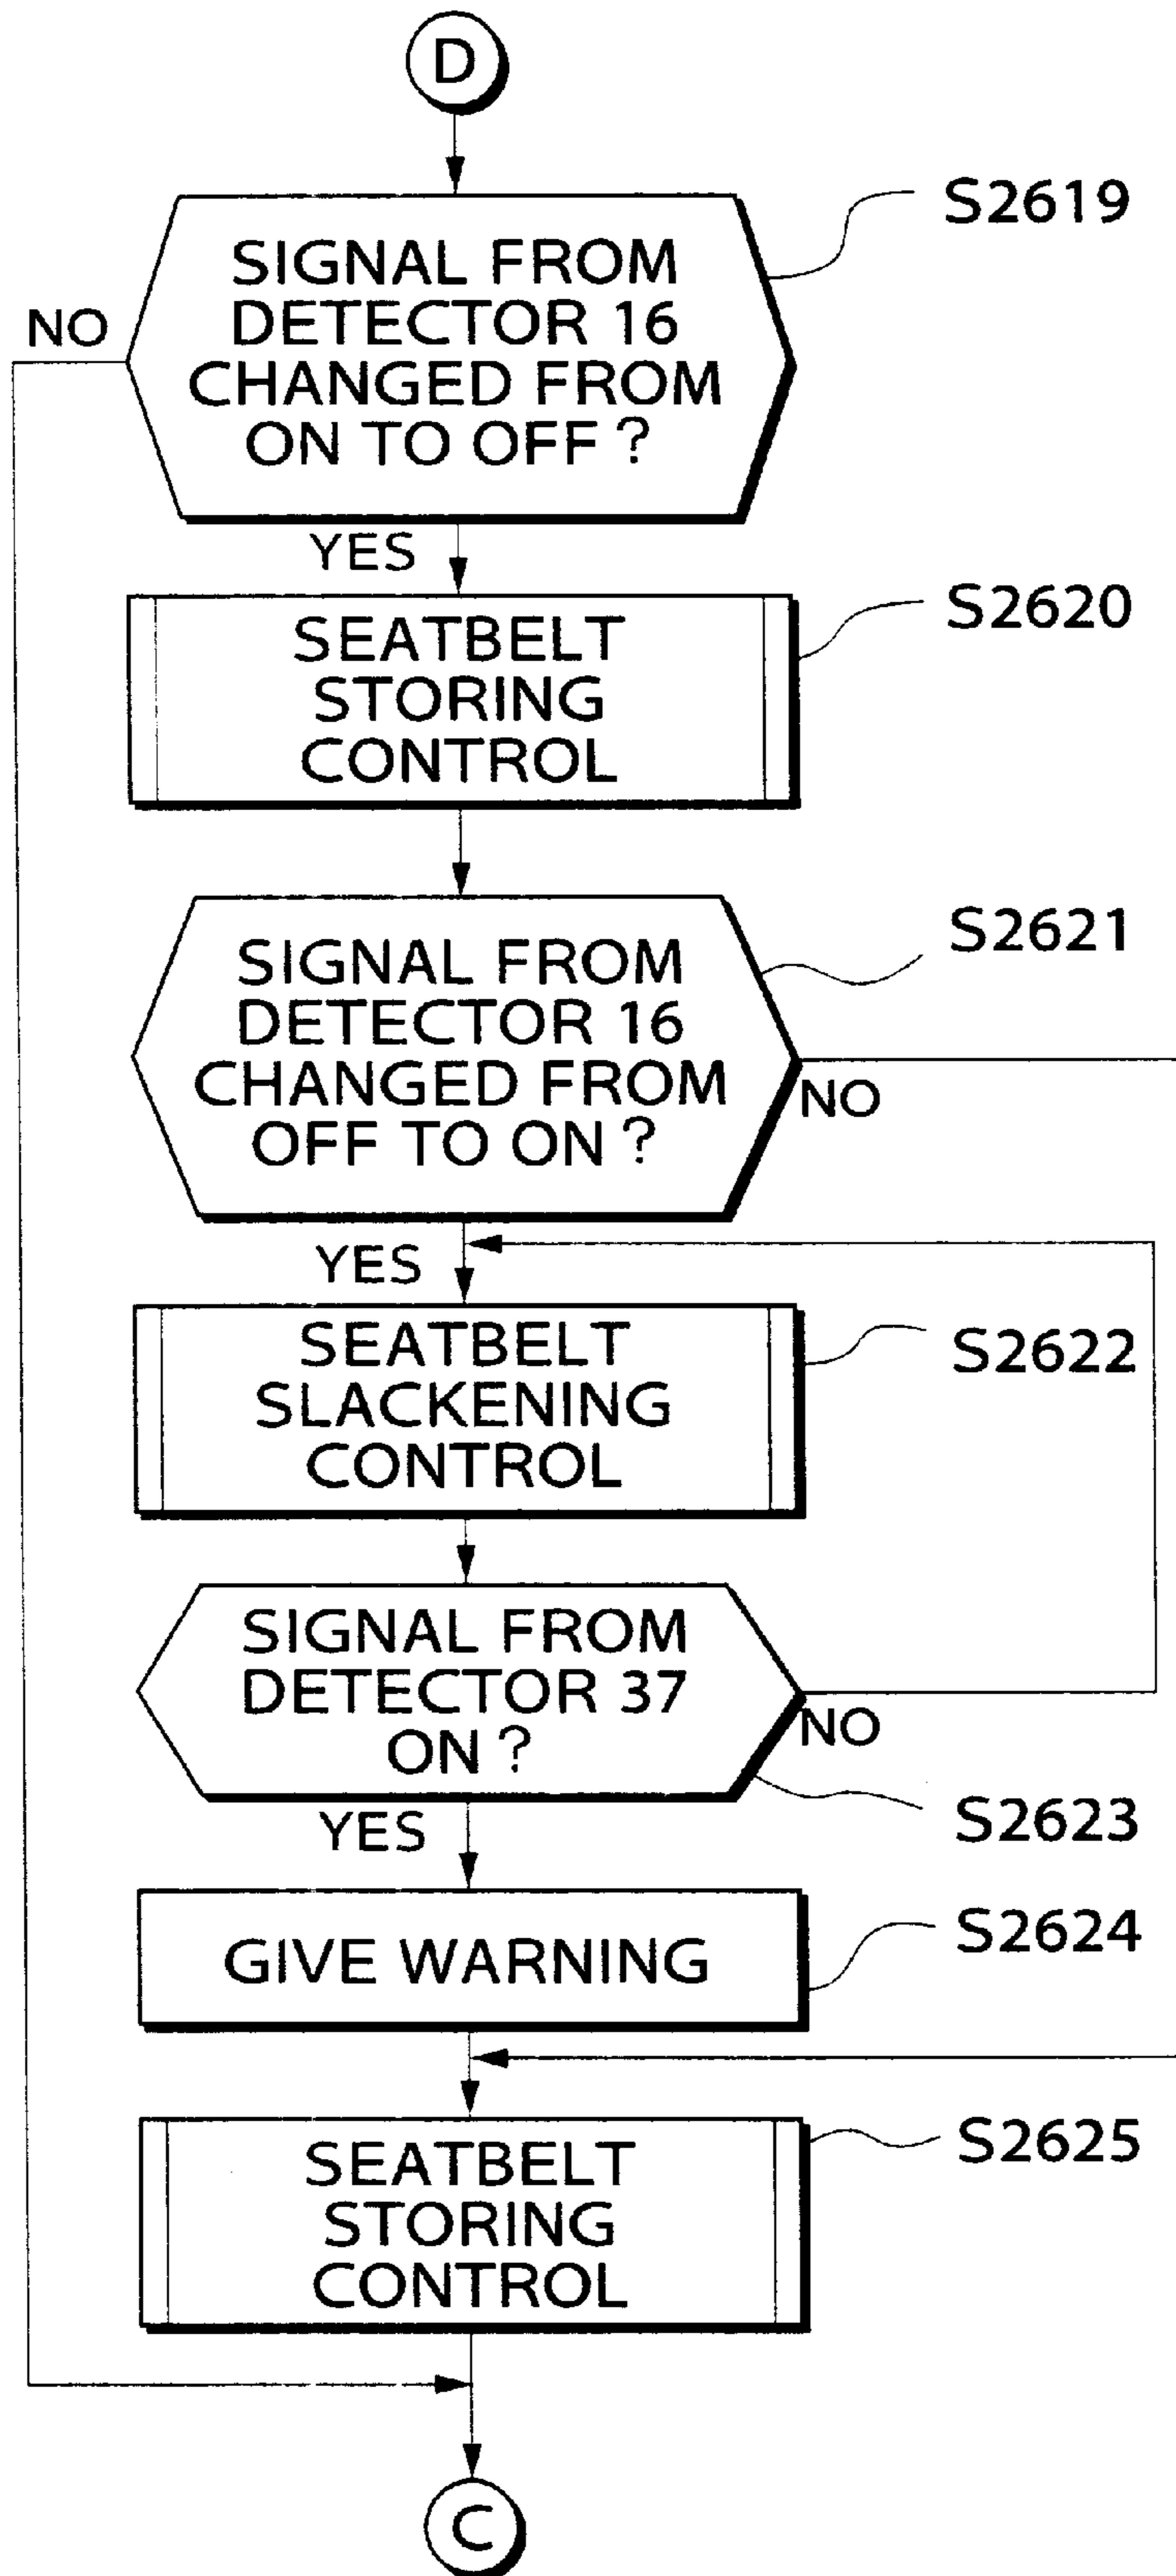 D
S2619
SIGNAL FROM
DETECTOR 16
CHANGED FROM
ON TO OFF ?
NO
YES
S2620
SEATBELT
STORING
CONTROL
S2621
SIGNAL FROM
DETECTOR 16
CHANGED FROM
OFF TO ON ?
NO
YES
S2622
SEATBELT
SLACKENING
CONTROL
SIGNAL FROM
DETECTOR 37
ON ?
NO
YES
S2623
S2624
GIVE WARNING
S2625
SEATBELT
STORING
CONTROL
C